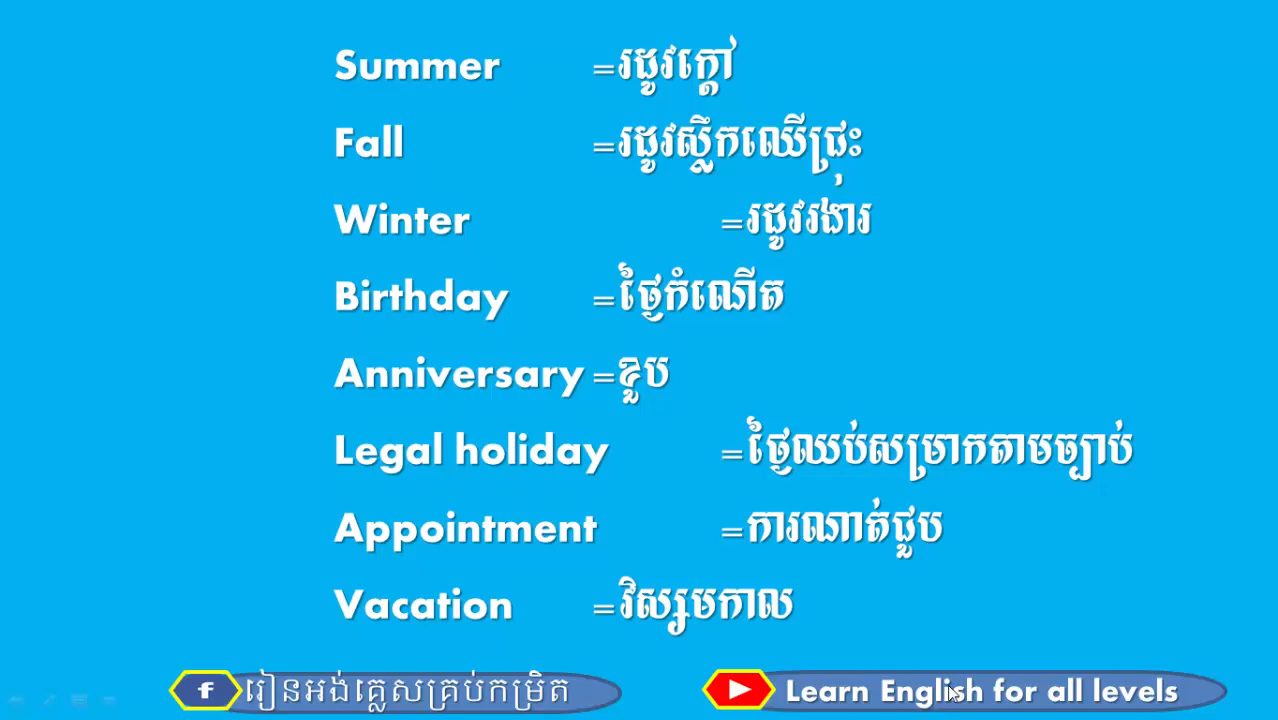 Summer =រដូវក្ដៅ
Fall =រដូវស្លឹកឈើជ្រុះ
Winter =រដូវរងារ
Birthday =ថ្ងៃកំណើត
Anniversary =ខួប
Legal holiday =ថ្ងៃឈប់សម្រាកតាមច្បាប់
Appointment =ការណាត់ជួប
Vacation =វិស្សមកាល
f រៀនអង់គ្លេសគ្រប់កម្រិត
Learn English for all levels